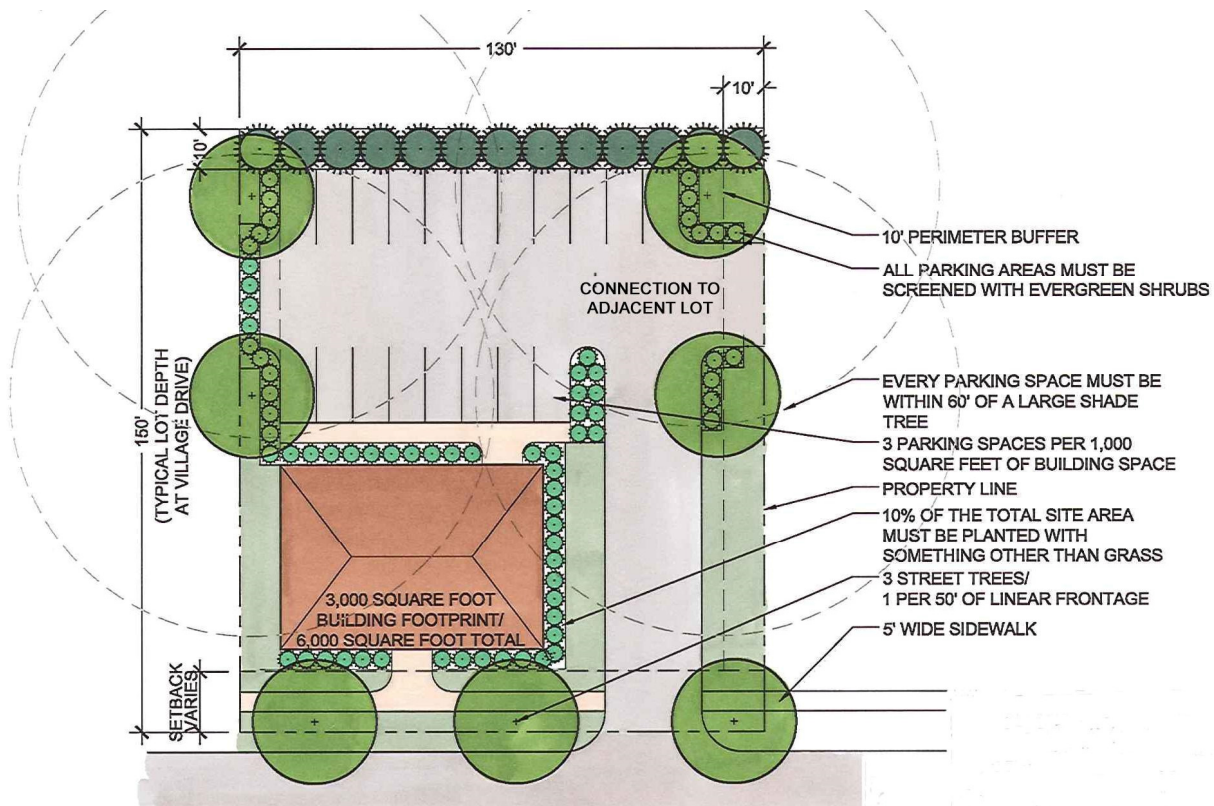 130'
10'
10'
10' PERIMETER BUFFER
ALL PARKING AREAS MUST BE
SCREENED WITH EVERGREEN SHRUBS
CONNECTION TO
ADJACENT LOT
EVERY PARKING SPACE MUST BE
WITHIN 60' OF A LARGE SHADE
TREE
3 PARKING SPACES PER 1,000
SQUARE FEET OF BUILDING SPACE
150'
(TYPICAL LOT DEPTH
AT VILLAGE DRIVE)
PROPERTY LINE
10% OF THE TOTAL SITE AREA
MUST BE PLANTED WITH
SOMETHING OTHER THAN GRASS
3,000 SQUARE FOOT
BUILDING FOOTPRINT/
6,000 SQUARE FOOT TOTAL
3 STREET TREES/
1 PER 50' OF LINEAR FRONTAGE
5' WIDE SIDEWALK
SETBACK
VARIES